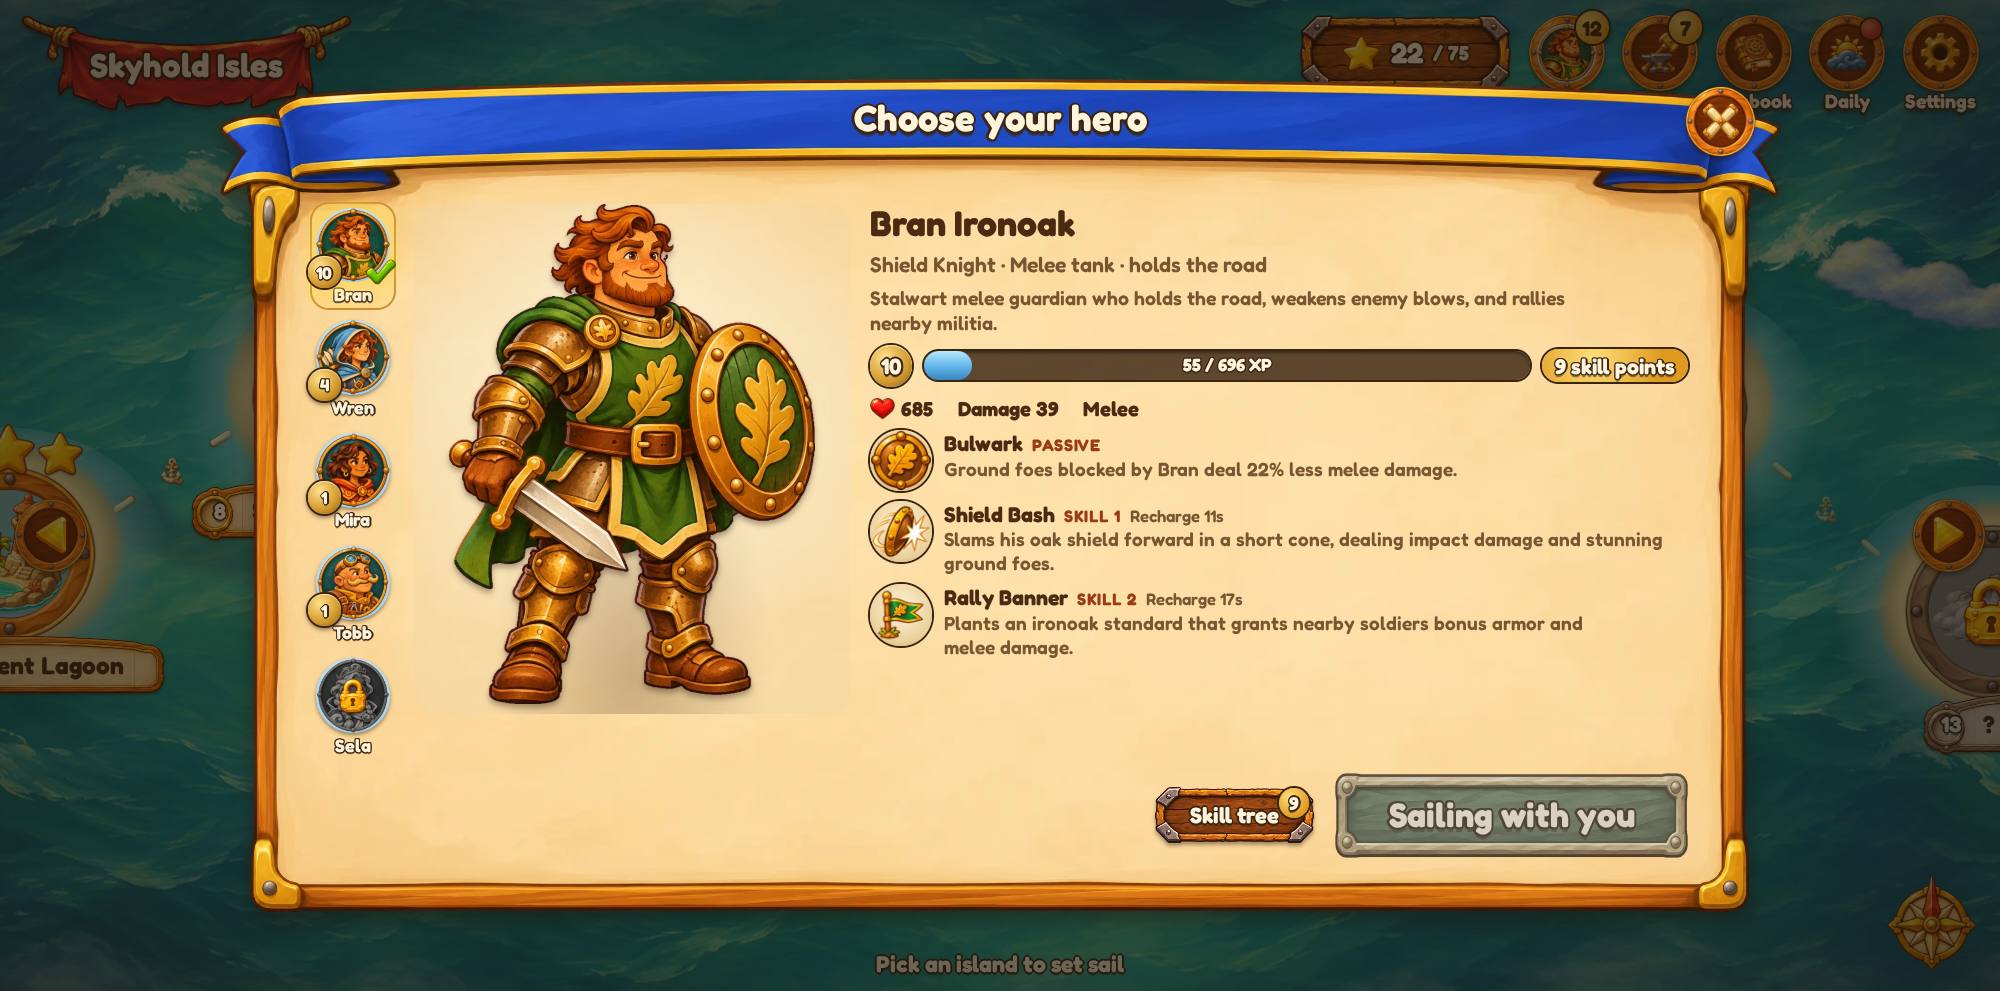 Skyhold Isles
22 / 75
12
7
book
Daily
Settings
Choose your hero
10
Bran
4
Wren
1
Mira
1
Tobb
Sela
Bran Ironoak
Shield Knight · Melee tank · holds the road
Stalwart melee guardian who holds the road, weakens enemy blows, and rallies
nearby militia.
10
55 / 696 XP
9 skill points
685 Damage 39 Melee
Bulwark PASSIVE
Ground foes blocked by Bran deal 22% less melee damage.
Shield Bash SKILL 1 Recharge 11s
Slams his oak shield forward in a short cone, dealing impact damage and stunning
ground foes.
Rally Banner SKILL 2 Recharge 17s
Plants an ironoak standard that grants nearby soldiers bonus armor and
melee damage.
Skill tree
9
Sailing with you
8
ent Lagoon
13 ?
Pick an island to set sail